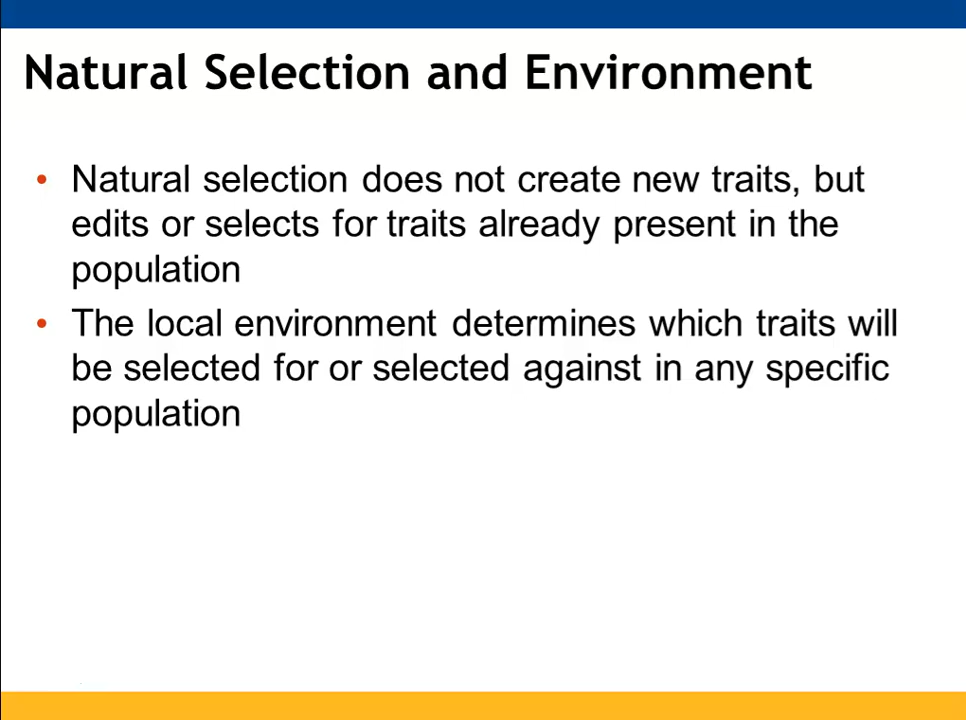 Natural Selection and Environment
• Natural selection does not create new traits, but
edits or selects for traits already present in the
population
• The local environment determines which traits will
be selected for or selected against in any specific
population